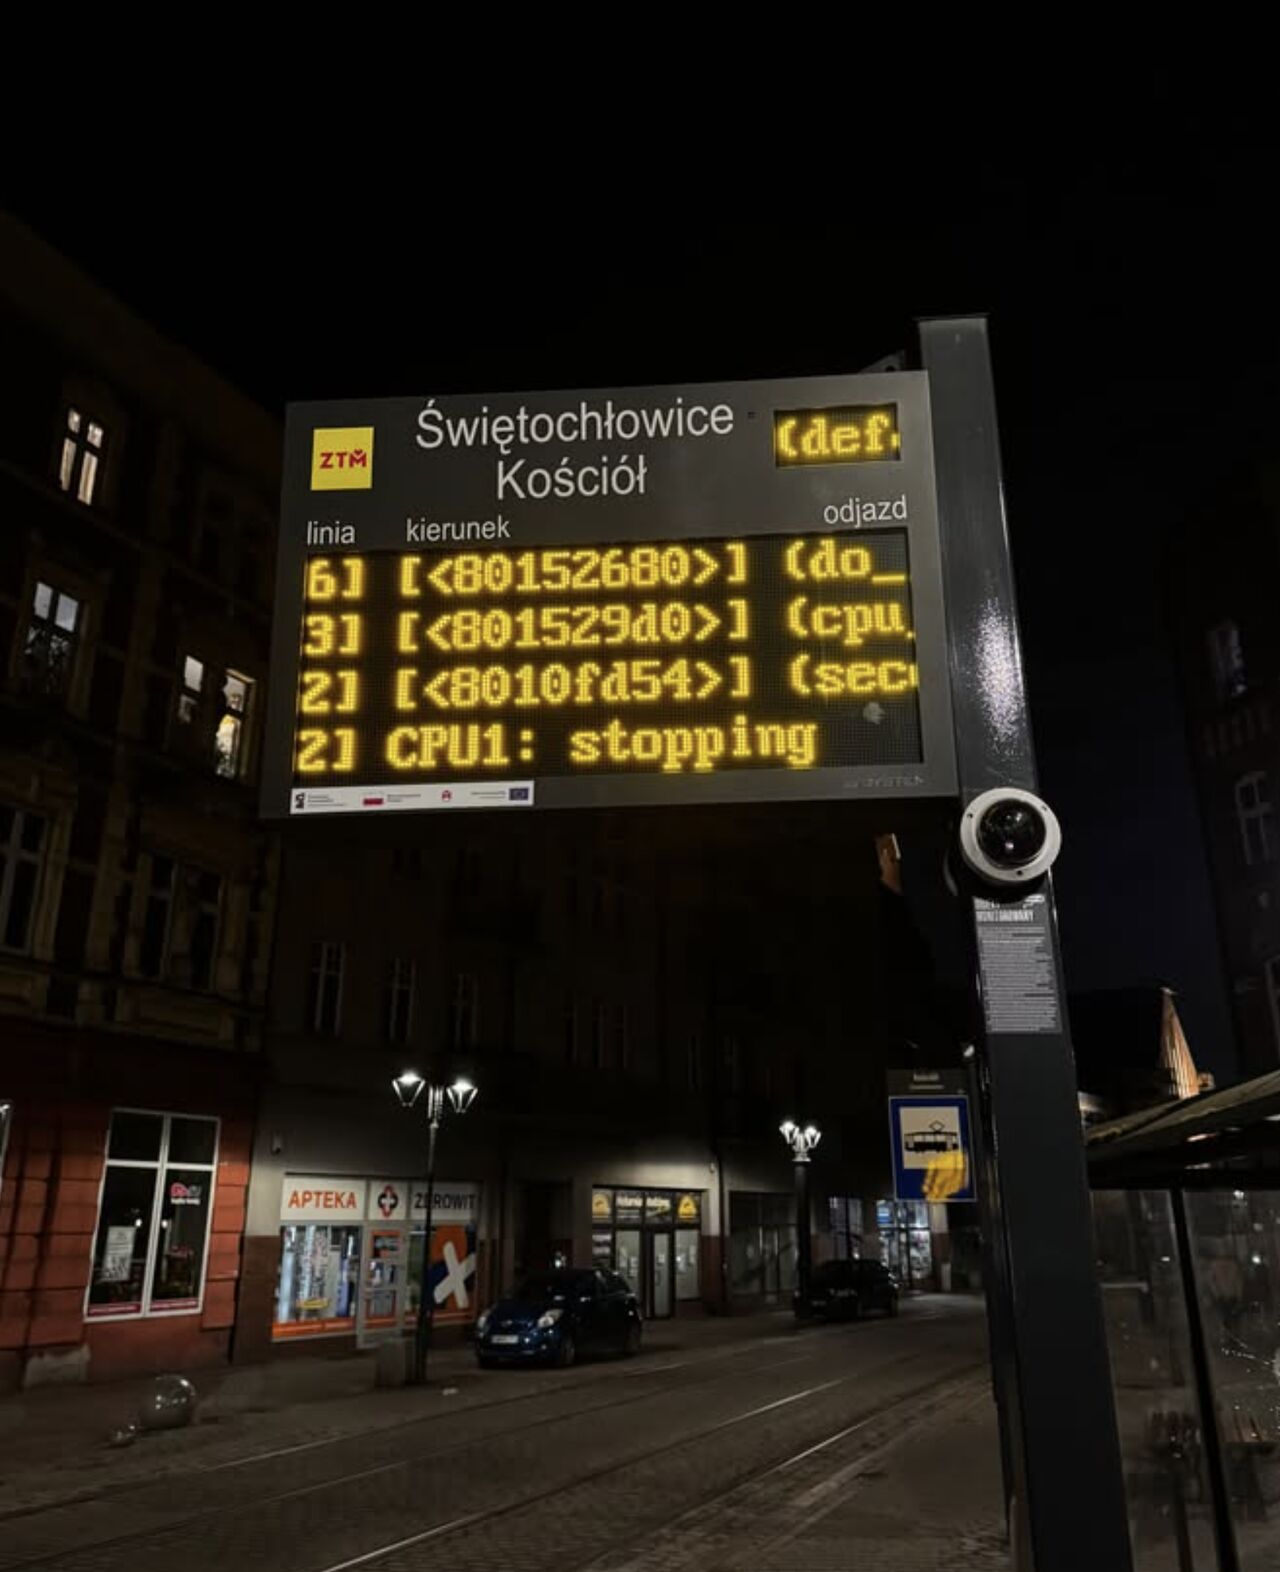 ZTM
Świętochłowice
Kościół
(def
linia kierunek odjazd
6] [<80152680>] (do_
3] [<801529d0>] (cpu_
2] [<8010fd54>] (seco
2] CPU1: stopping
APTEKA ZDROWIT